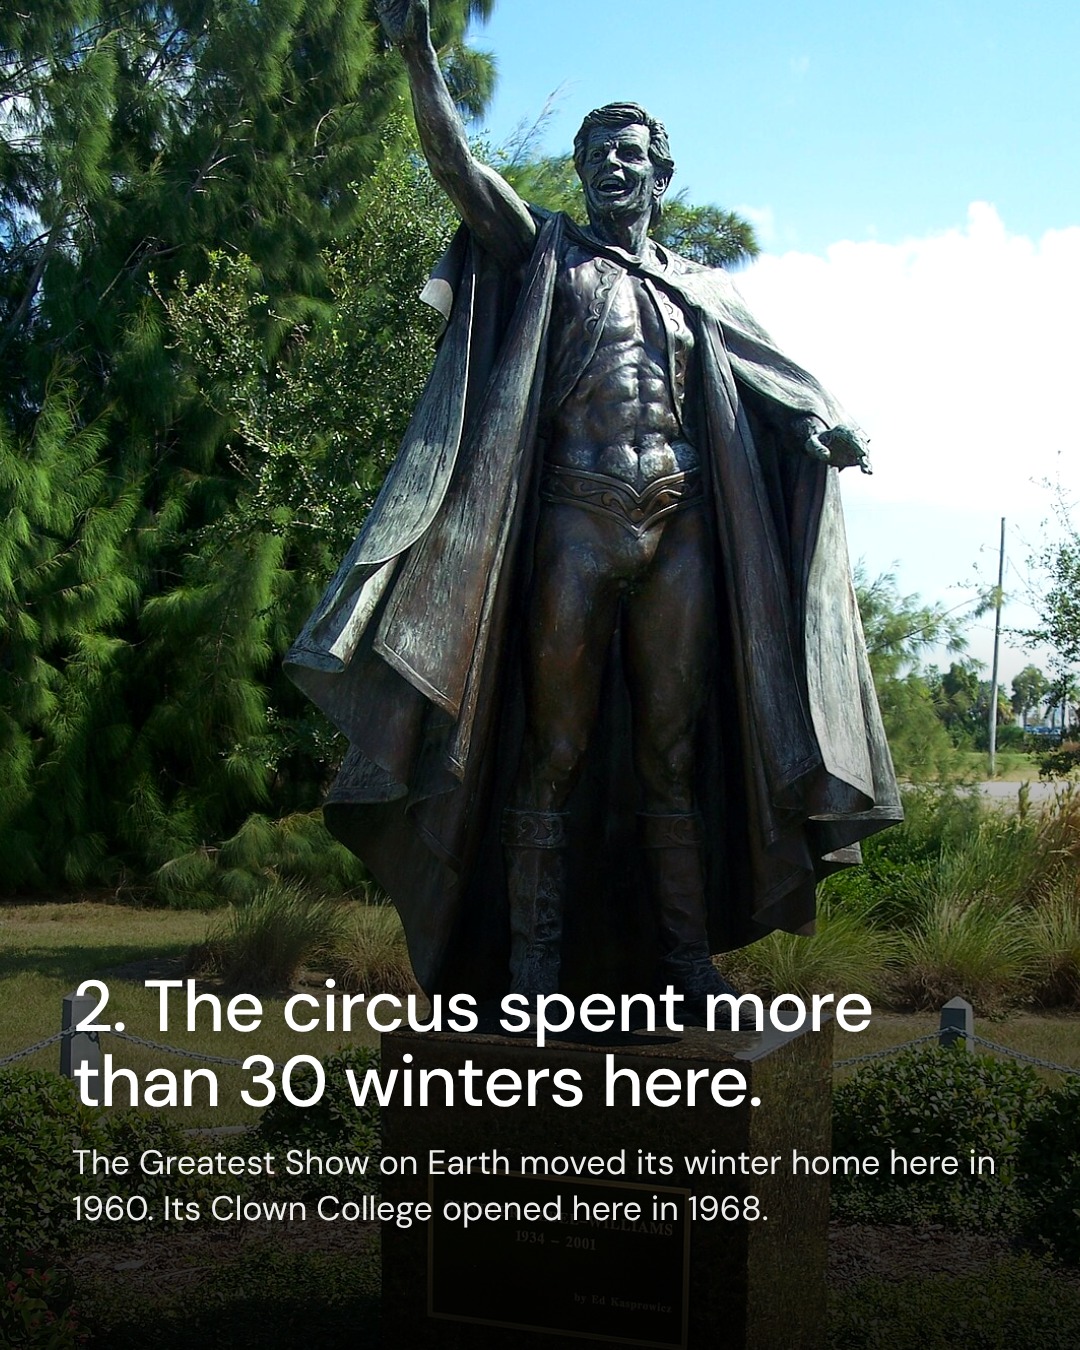 2. The circus spent more
than 30 winters here.
The Greatest Show on Earth moved its winter home here in
1960. Its Clown College opened here in 1968.
WILLIAMS
1934 – 2001
by Ed Kasprowicz